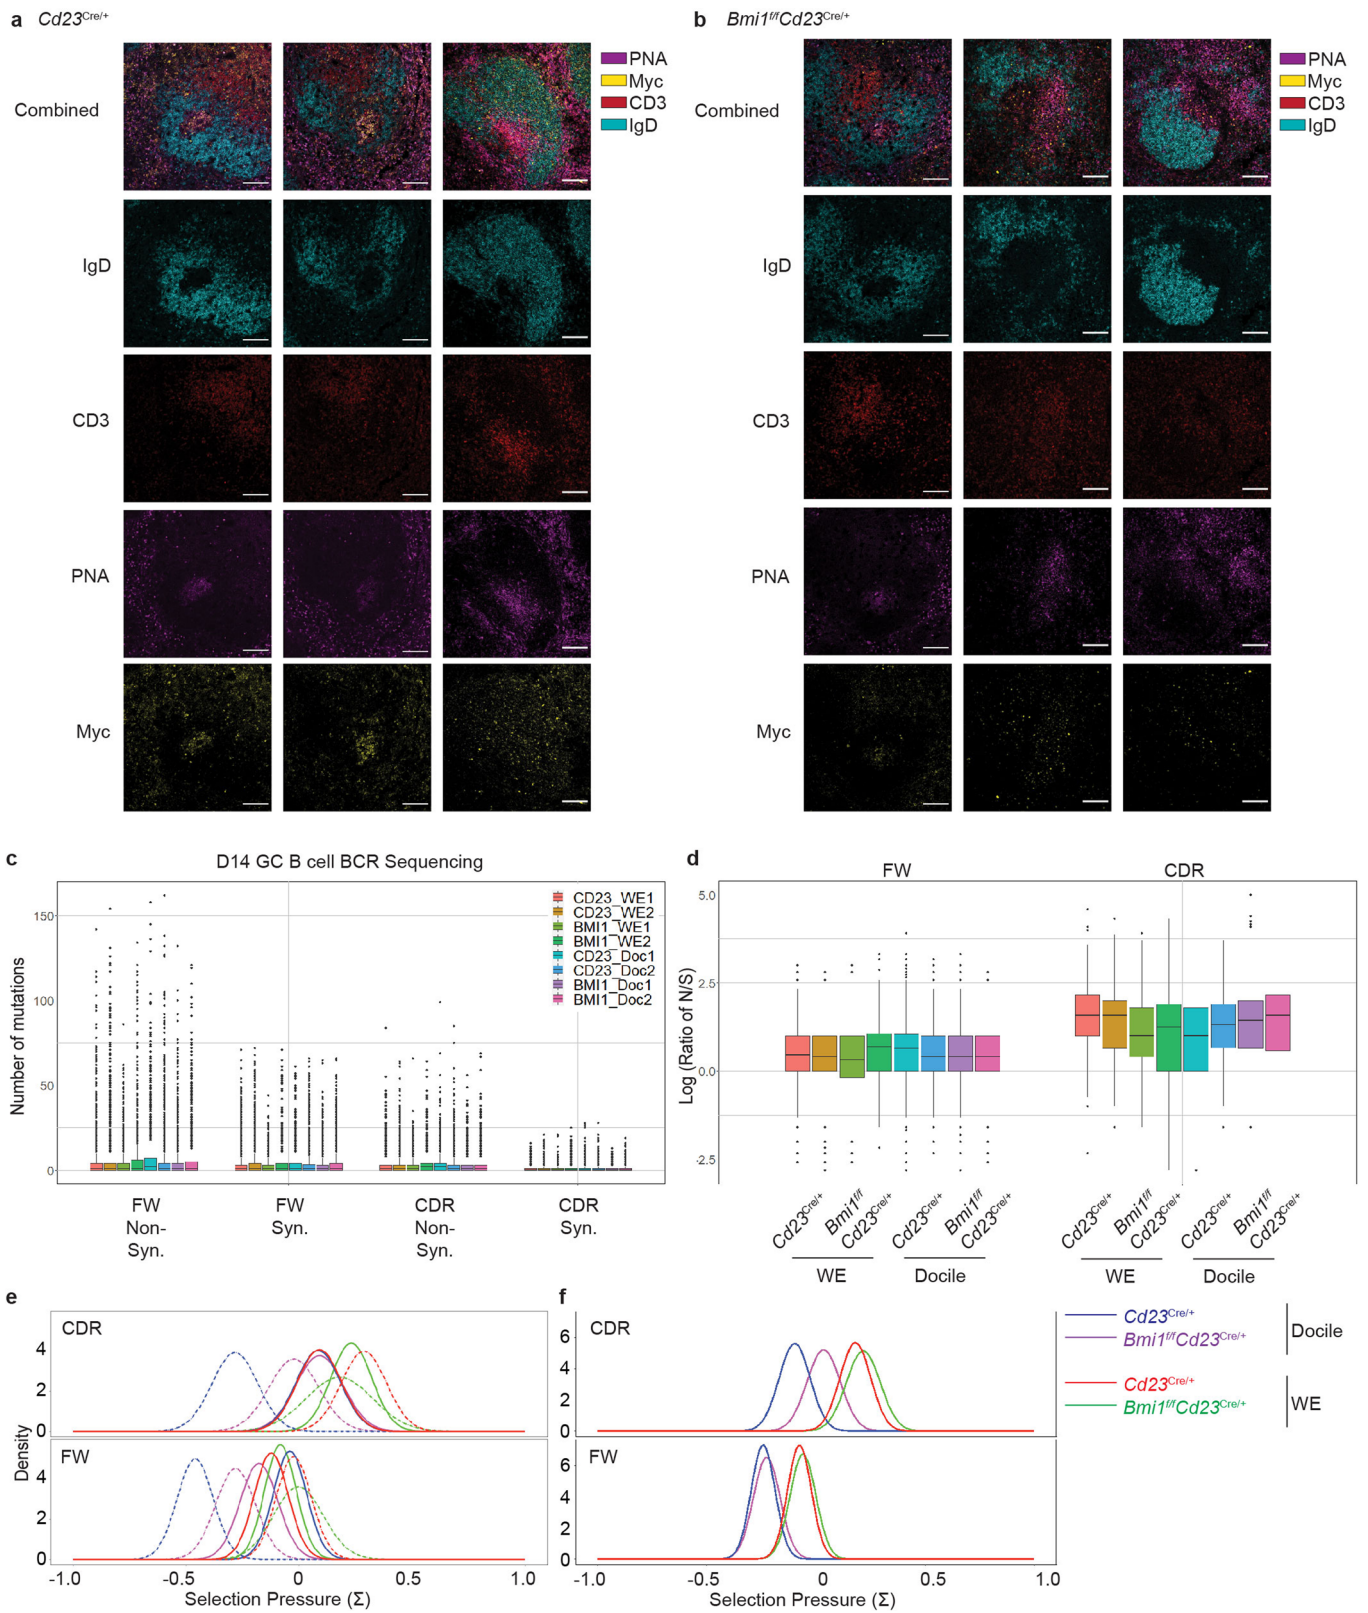 a Cd23Cre/+
Combined
PNA
Myc
CD3
IgD
IgD
CD3
PNA
Myc
b Bmi1f/fCd23Cre/+
Combined
PNA
Myc
CD3
IgD
IgD
CD3
PNA
Myc
c
D14 GC B cell BCR Sequencing
Number of mutations
150
100
50
0
CD23_WE1
CD23_WE2
BMI1_WE1
BMI1_WE2
CD23_Doc1
CD23_Doc2
BMI1_Doc1
BMI1_Doc2
FW Non-Syn.
FW Syn.
CDR Non-Syn.
CDR Syn.
d
FW
CDR
Log (Ratio of N/S)
5.0
2.5
0.0
-2.5
Cd23Cre/+
Bmi1f/f
Cd23Cre/+
Cd23Cre/+
Bmi1f/f
Cd23Cre/+
WE
Docile
Cd23Cre/+
Bmi1f/f
Cd23Cre/+
Cd23Cre/+
Bmi1f/f
Cd23Cre/+
WE
Docile
e
CDR
4
2
0
FW
4
2
0
Density
-1.0 -0.5 0 0.5 1.0
Selection Pressure (Σ)
f
CDR
6
4
2
0
FW
6
4
2
0
-1.0 -0.5 0 0.5 1.0
Selection Pressure (Σ)
Cd23Cre/+
Bmi1f/fCd23Cre/+
Docile
Cd23Cre/+
Bmi1f/fCd23Cre/+
WE